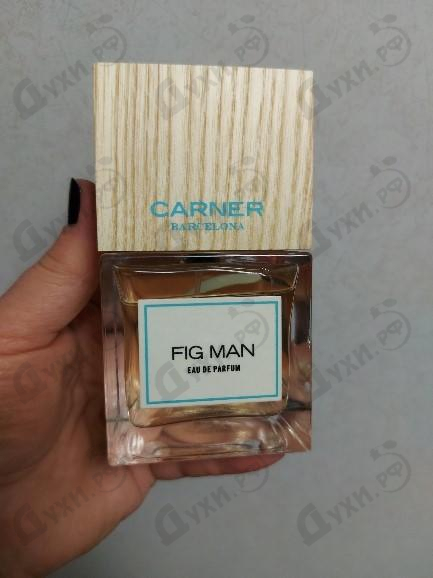 CARNER
BARCELONA
FIG MAN
EAU DE PARFUM
Духи.РФ